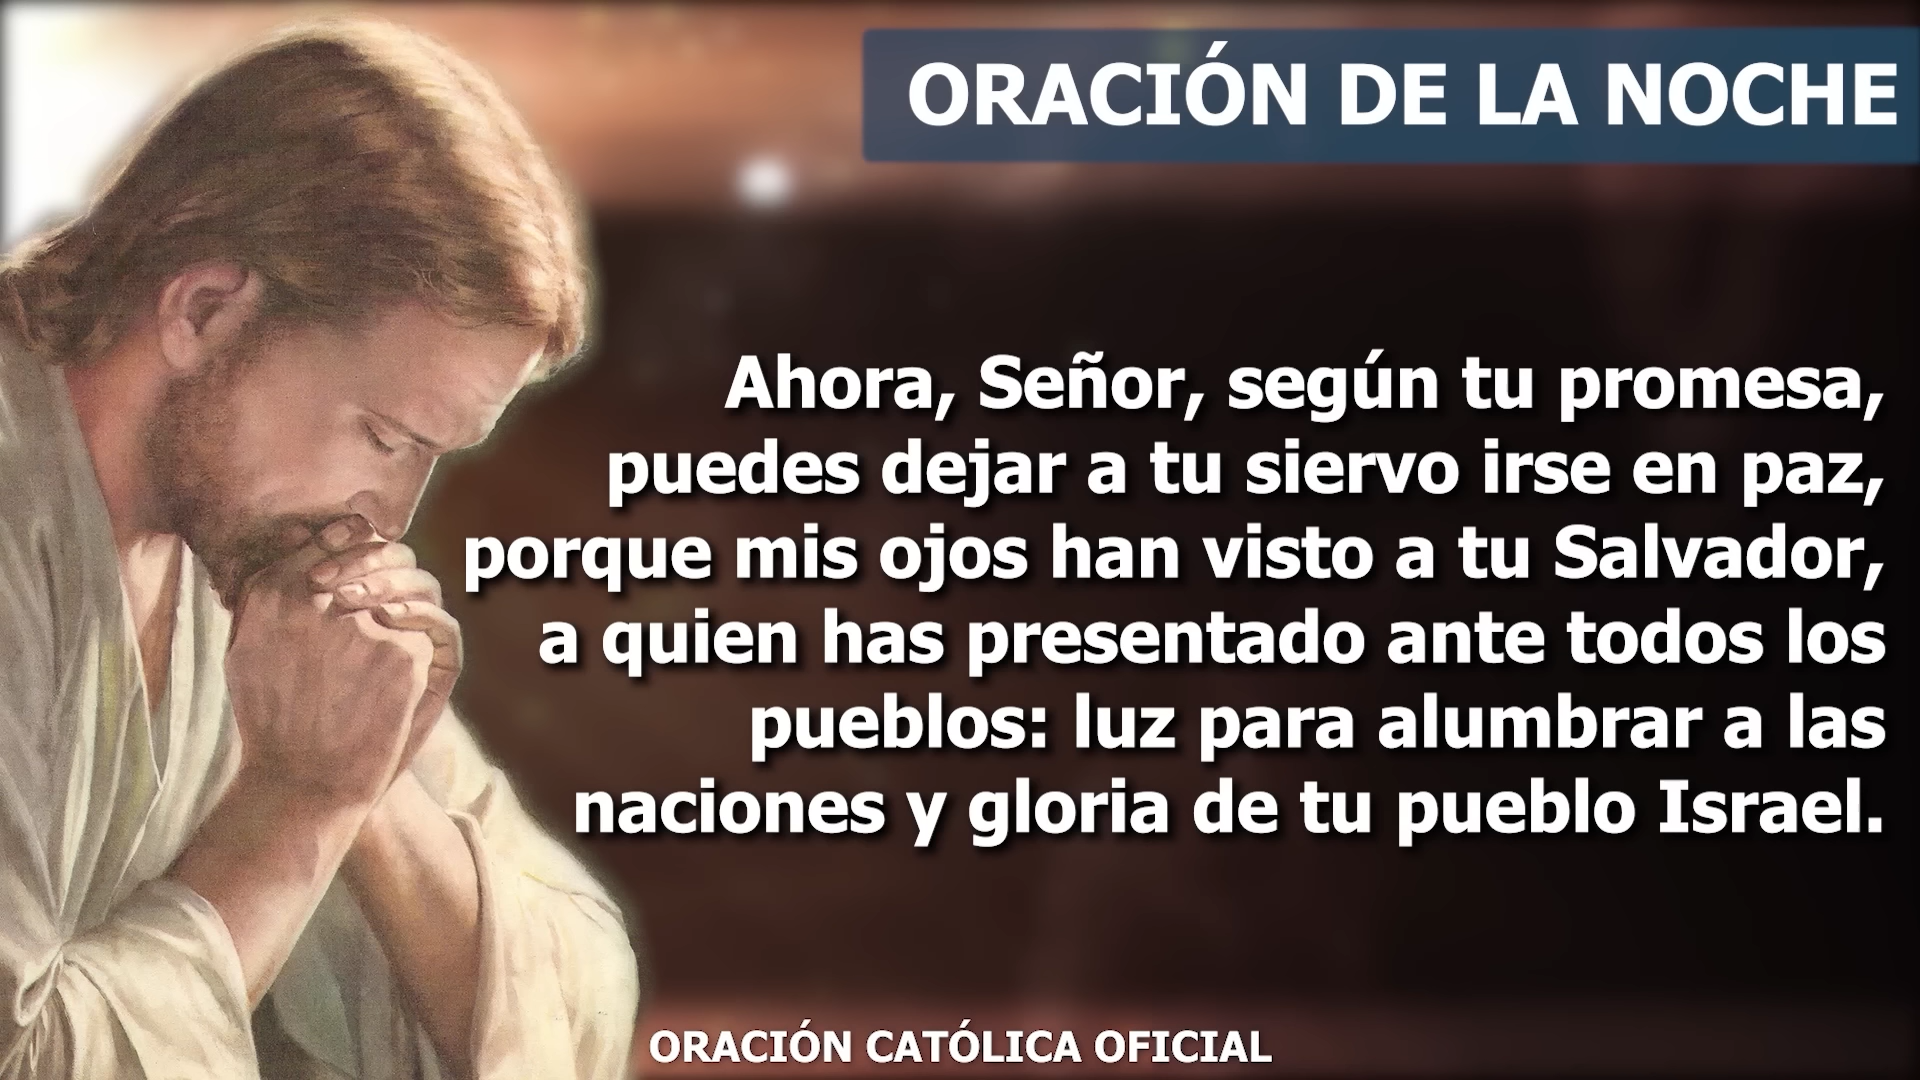 ORACIÓN DE LA NOCHE
Ahora, Señor, según tu promesa,
puedes dejar a tu siervo irse en paz,
porque mis ojos han visto a tu Salvador,
a quien has presentado ante todos los
pueblos: luz para alumbrar a las
naciones y gloria de tu pueblo Israel.
ORACIÓN CATÓLICA OFICIAL